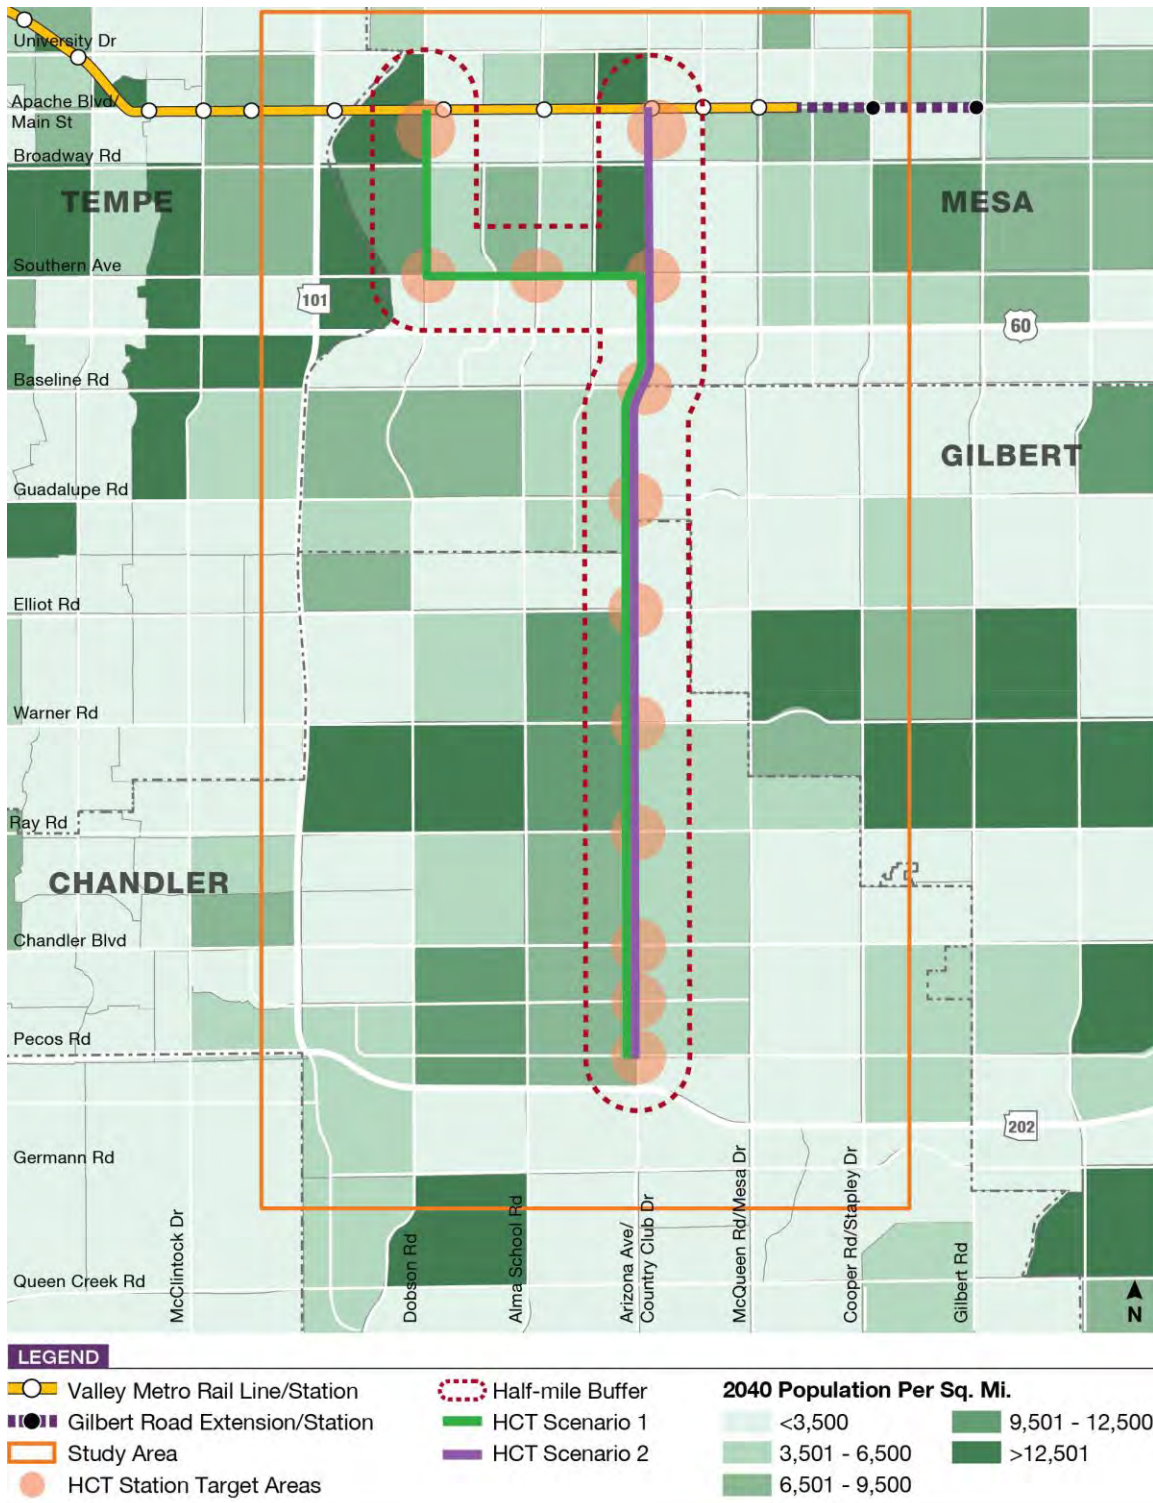 University Dr
Apache Blvd/
Main St
Broadway Rd
TEMPE
MESA
Southern Ave
101
60
Baseline Rd
GILBERT
Guadalupe Rd
Elliot Rd
Warner Rd
Ray Rd
CHANDLER
Chandler Blvd
Pecos Rd
202
Germann Rd
Queen Creek Rd
McClintock Dr
Dobson Rd
Alma School Rd
Arizona Ave/
Country Club Dr
McQueen Rd/Mesa Dr
Cooper Rd/Stapley Dr
Gilbert Rd
N
LEGEND
Valley Metro Rail Line/Station
Gilbert Road Extension/Station
Study Area
HCT Station Target Areas
Half-mile Buffer
HCT Scenario 1
HCT Scenario 2
2040 Population Per Sq. Mi.
<3,500
3,501 - 6,500
6,501 - 9,500
9,501 - 12,500
>12,501